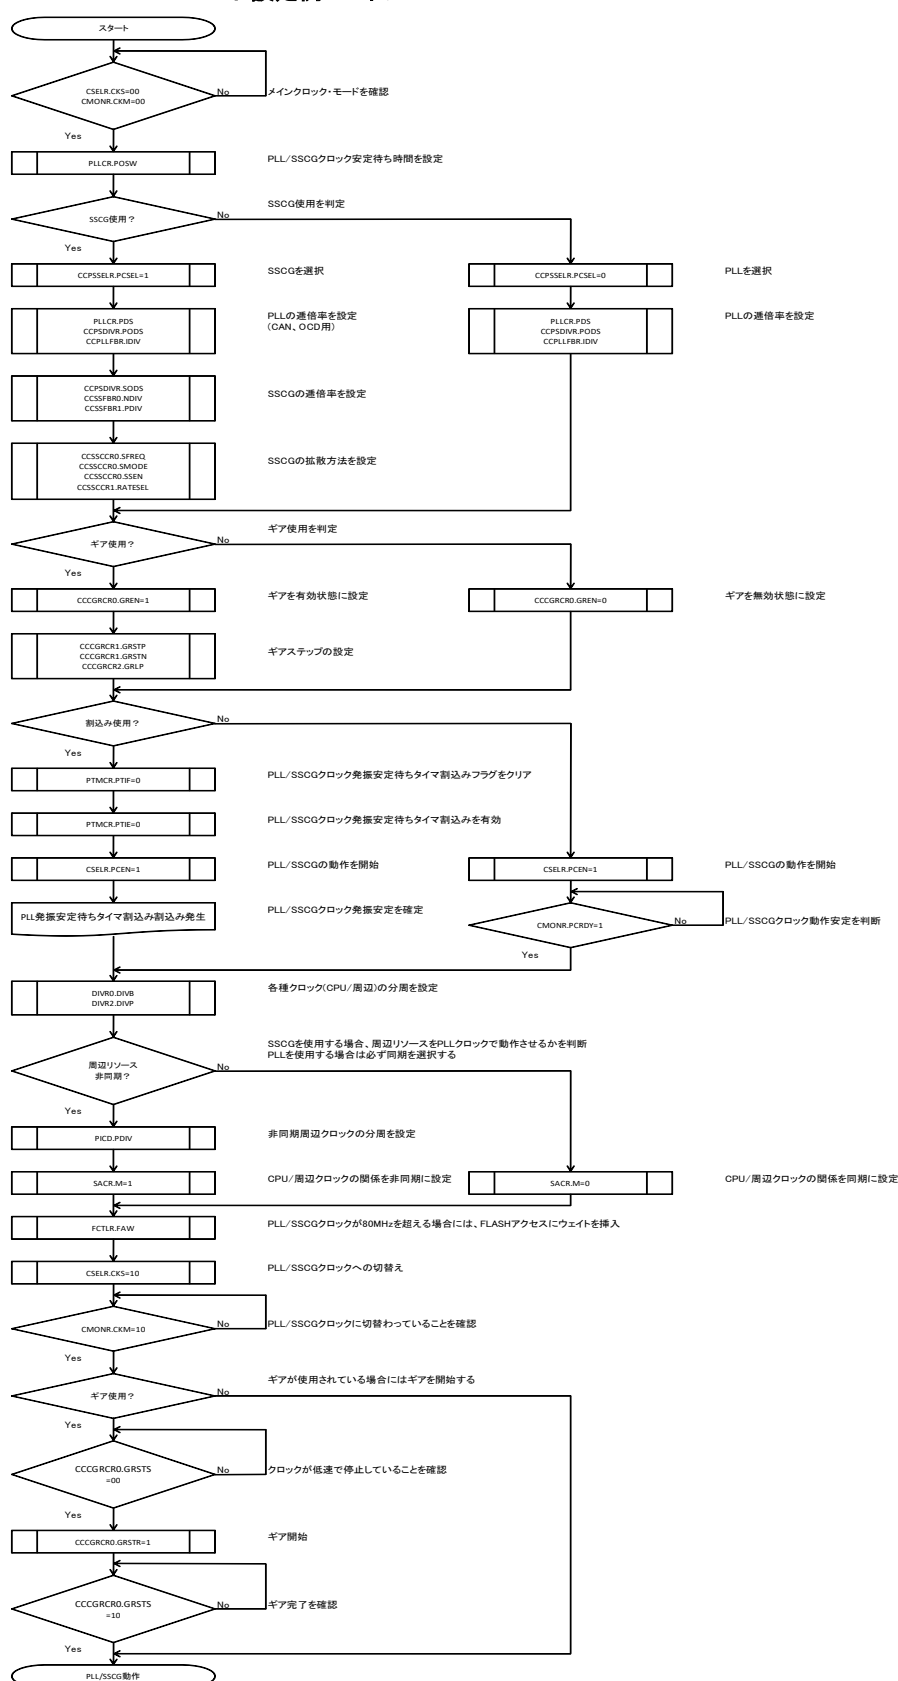 スタート
CSELR.CKS=00
CMONR.CKM=00
No
メインクロック・モードを確認
Yes
PLLCR.POSW
PLL/SSCGクロック安定待ち時間を設定
SSCG使用を判定
SSCG使用？
No
Yes
CCPSSELR.PCSEL=1
SSCGを選択
CCPSSELR.PCSEL=0
PLLを選択
PLLCR.PDS
CCPSDIVR.PODS
CCPLLFBR.IDIV
PLLの逓倍率を設定
(CAN、OCD用)
PLLCR.PDS
CCPSDIVR.PODS
CCPLLFBR.IDIV
PLLの逓倍率を設定
CCPSDIVR.SODS
CCSSFBR0.NDIV
CCSSFBR1.PDIV
SSCGの逓倍率を設定
CCSSCCR0.SFREQ
CCSSCCR0.SMODE
CCSSCCR0.SSEN
CCSSCCR1.RATESEL
SSCGの拡散方法を設定
ギア使用を判定
ギア使用？
No
Yes
CCCGRCR0.GREN=1
ギアを有効状態に設定
CCCGRCR0.GREN=0
ギアを無効状態に設定
CCCGRCR1.GRSTP
CCCGRCR1.GRSTN
CCCGRCR2.GRLP
ギアステップの設定
割込み使用？
No
Yes
PTMCR.PTIF=0
PLL/SSCGクロック発振安定待ちタイマ割込みフラグをクリア
PTMCR.PTIE=0
PLL/SSCGクロック発振安定待ちタイマ割込みを有効
CSELR.PCEN=1
PLL/SSCGの動作を開始
CSELR.PCEN=1
PLL/SSCGの動作を開始
PLL発振安定待ちタイマ割込み割込み発生
PLL/SSCGクロック発振安定を確定
CMONR.PCRDY=1
No
PLL/SSCGクロック動作安定を判断
Yes
DIVR0.DIVB
DIVR2.DIVP
各種クロック(CPU/周辺)の分周を設定
SSCGを使用する場合、周辺リソースをPLLクロックで動作させるかを判断
PLLを使用する場合は必ず同期を選択する
周辺リソース
非同期？
No
Yes
PICD.PDIV
非同期周辺クロックの分周を設定
SACR.M=1
CPU/周辺クロックの関係を非同期に設定
SACR.M=0
CPU/周辺クロックの関係を同期に設定
FCTLR.FAW
PLL/SSCGクロックが80MHzを超える場合には、FLASHアクセスにウェイトを挿入
CSELR.CKS=10
PLL/SSCGクロックへの切替え
CMONR.CKM=10
No
PLL/SSCGクロックに切替わっていることを確認
Yes
ギアが使用されている場合にはギアを開始する
ギア使用？
No
Yes
CCCGRCR0.GRSTS
=00
No
クロックが低速で停止していることを確認
Yes
CCCGRCR0.GRSTR=1
ギア開始
CCCGRCR0.GRSTS
=10
No
ギア完了を確認
Yes
PLL/SSCG動作